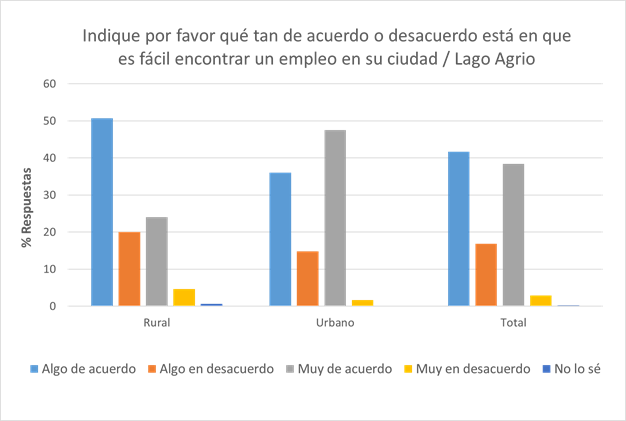 Indique por favor qué tan de acuerdo o desacuerdo está en que
es fácil encontrar un empleo en su ciudad / Lago Agrio
60
50
40
30
20
10
0
% Respuestas
Rural Urbano Total
Algo de acuerdo Algo en desacuerdo Muy de acuerdo Muy en desacuerdo No lo sé